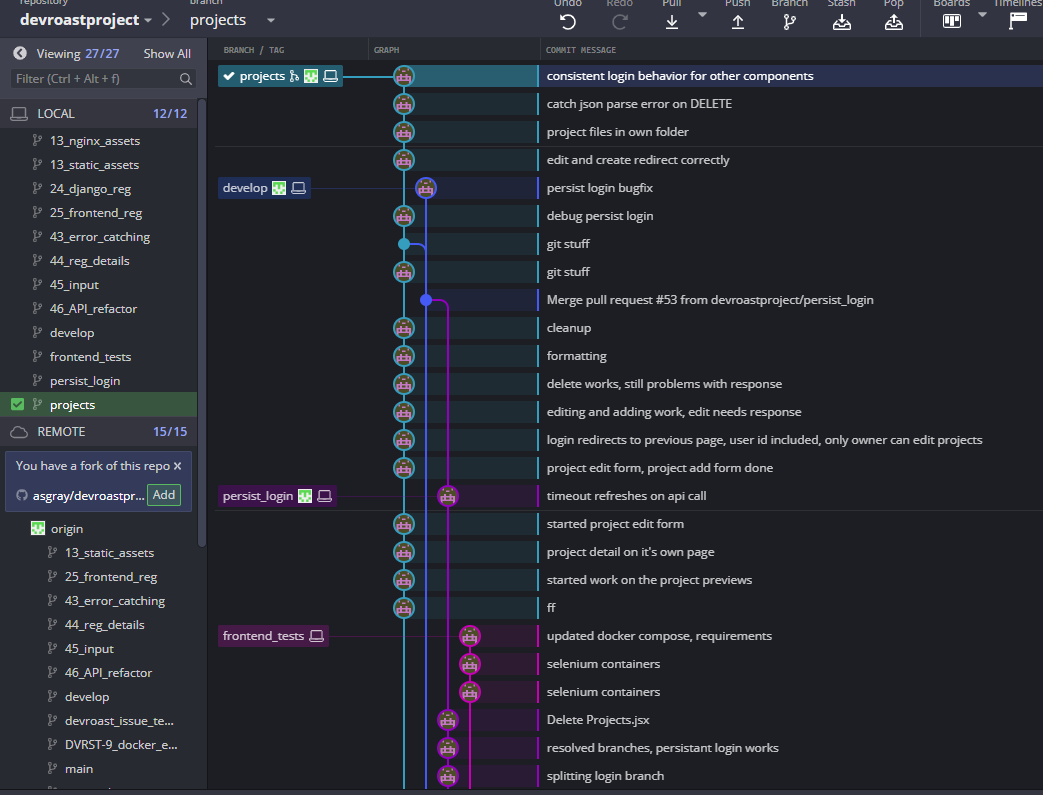 repository
branch
devroastproject
projects
Undo
Redo
Pull
Push
Branch
Stash
Pop
Boards
Timelines
Viewing 27/27 Show All
Filter (Ctrl + Alt + f)
LOCAL 12/12
13_nginx_assets
13_static_assets
24_django_reg
25_frontend_reg
43_error_catching
44_reg_details
45_input
46_API_refactor
develop
frontend_tests
persist_login
projects
REMOTE 15/15
You have a fork of this repo ×
asgray/devroastpr... Add
origin
13_static_assets
25_frontend_reg
43_error_catching
44_reg_details
45_input
46_API_refactor
develop
devroast_issue_te...
DVRST-9_docker_e...
main
BRANCH / TAG GRAPH COMMIT MESSAGE
projects consistent login behavior for other components
catch json parse error on DELETE
project files in own folder
edit and create redirect correctly
develop persist login bugfix
debug persist login
git stuff
git stuff
Merge pull request #53 from devroastproject/persist_login
cleanup
formatting
delete works, still problems with response
editing and adding work, edit needs response
login redirects to previous page, user id included, only owner can edit projects
project edit form, project add form done
persist_login timeout refreshes on api call
started project edit form
project detail on it's own page
started work on the project previews
ff
frontend_tests updated docker compose, requirements
selenium containers
selenium containers
Delete Projects.jsx
resolved branches, persistant login works
splitting login branch